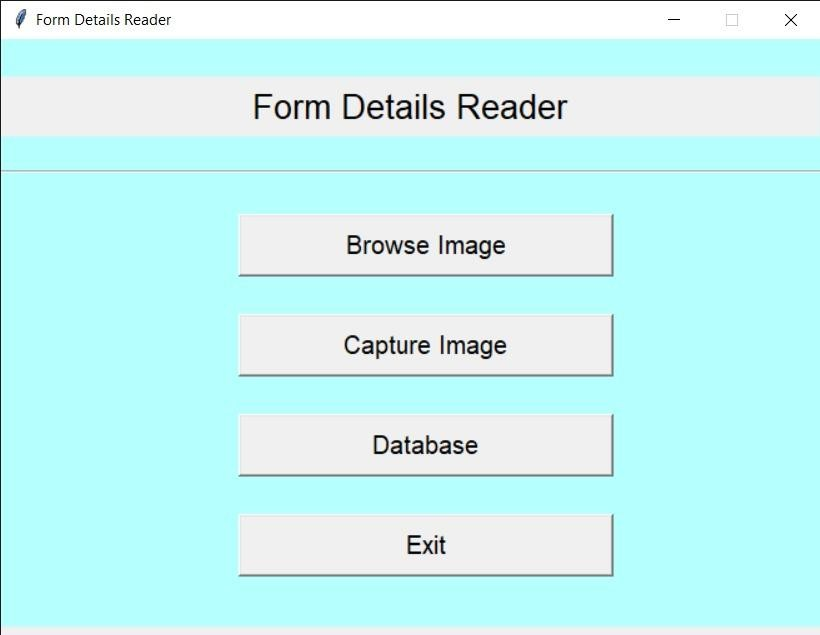 Form Details Reader
Form Details Reader
Browse Image
Capture Image
Database
Exit